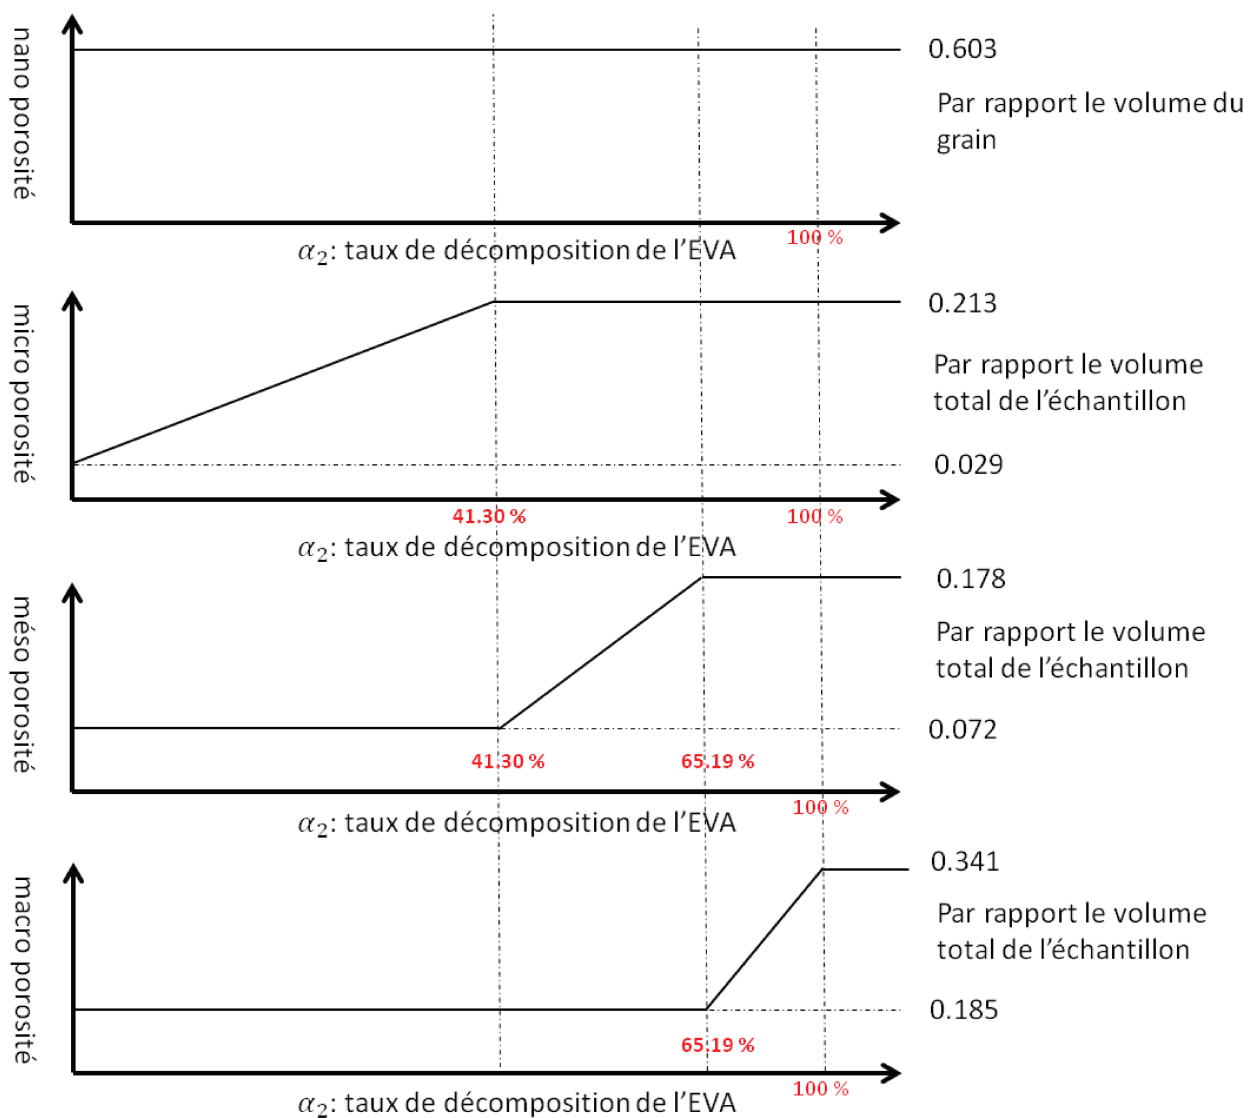 nano porosité
0.603
Par rapport le volume du
grain
100 %
α₂: taux de décomposition de l’EVA
micro porosité
0.213
Par rapport le volume
total de l’échantillon
0.029
41.30 %
100 %
α₂: taux de décomposition de l’EVA
méso porosité
0.178
Par rapport le volume
total de l’échantillon
0.072
41.30 %
65.19 %
100 %
α₂: taux de décomposition de l’EVA
macro porosité
0.341
Par rapport le volume
total de l’échantillon
0.185
65.19 %
100 %
α₂: taux de décomposition de l’EVA